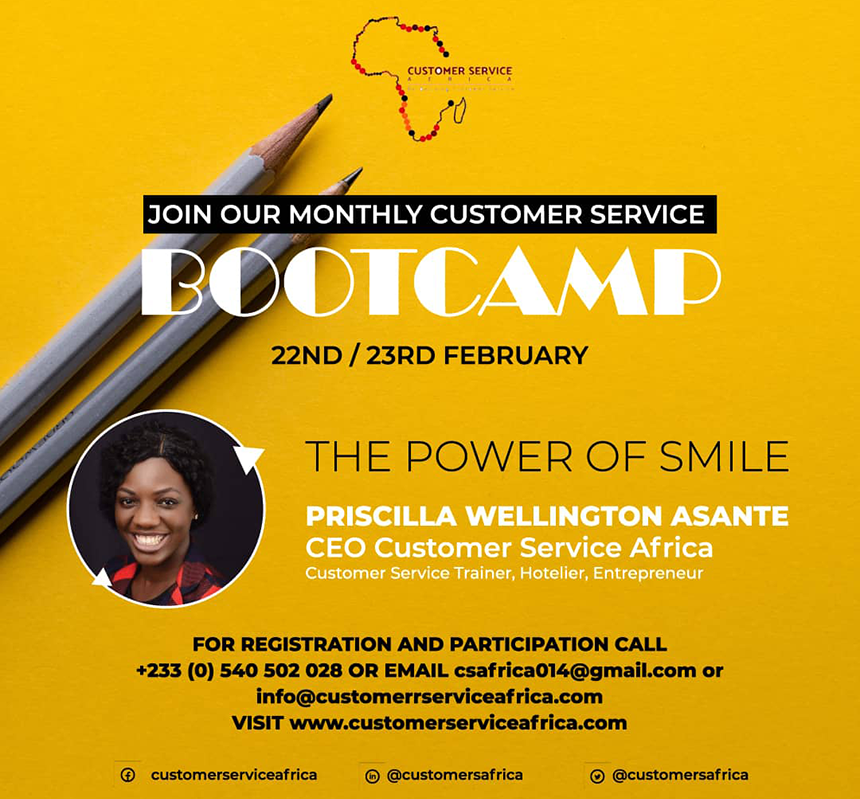 CUSTOMER SERVICE
AFRICA
JOIN OUR MONTHLY CUSTOMER SERVICE
BOOTCAMP
22ND / 23RD FEBRUARY
THE POWER OF SMILE
PRISCILLA WELLINGTON ASANTE
CEO Customer Service Africa
Customer Service Trainer, Hotelier, Entrepreneur
FOR REGISTRATION AND PARTICIPATION CALL
+233 (0) 540 502 028 OR EMAIL csafrica014@gmail.com or
info@customerrserviceafrica.com
VISIT www.customerserviceafrica.com
customerserviceafrica @customersafrica @customersafrica